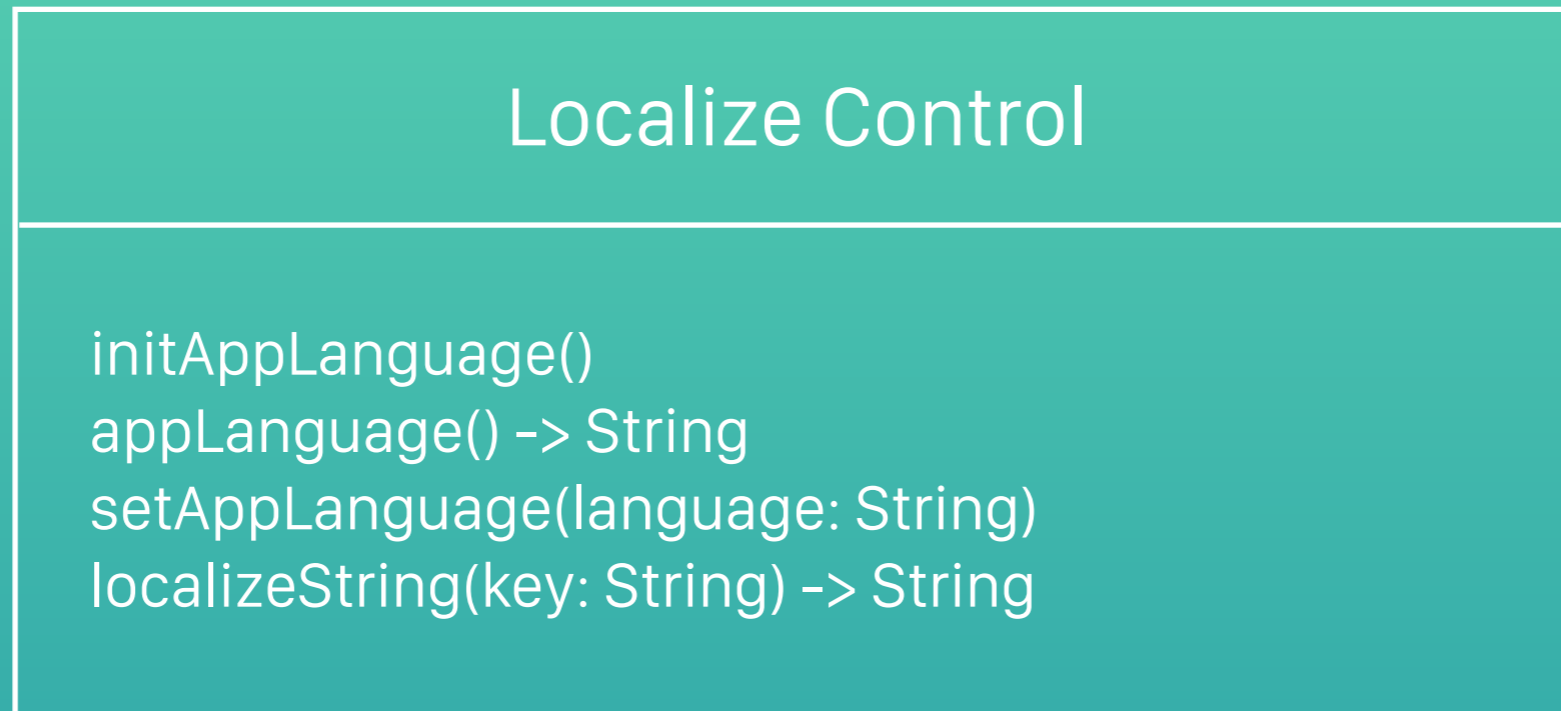 Localize Control
initAppLanguage()
appLanguage() -> String
setAppLanguage(language: String)
localizeString(key: String) -> String